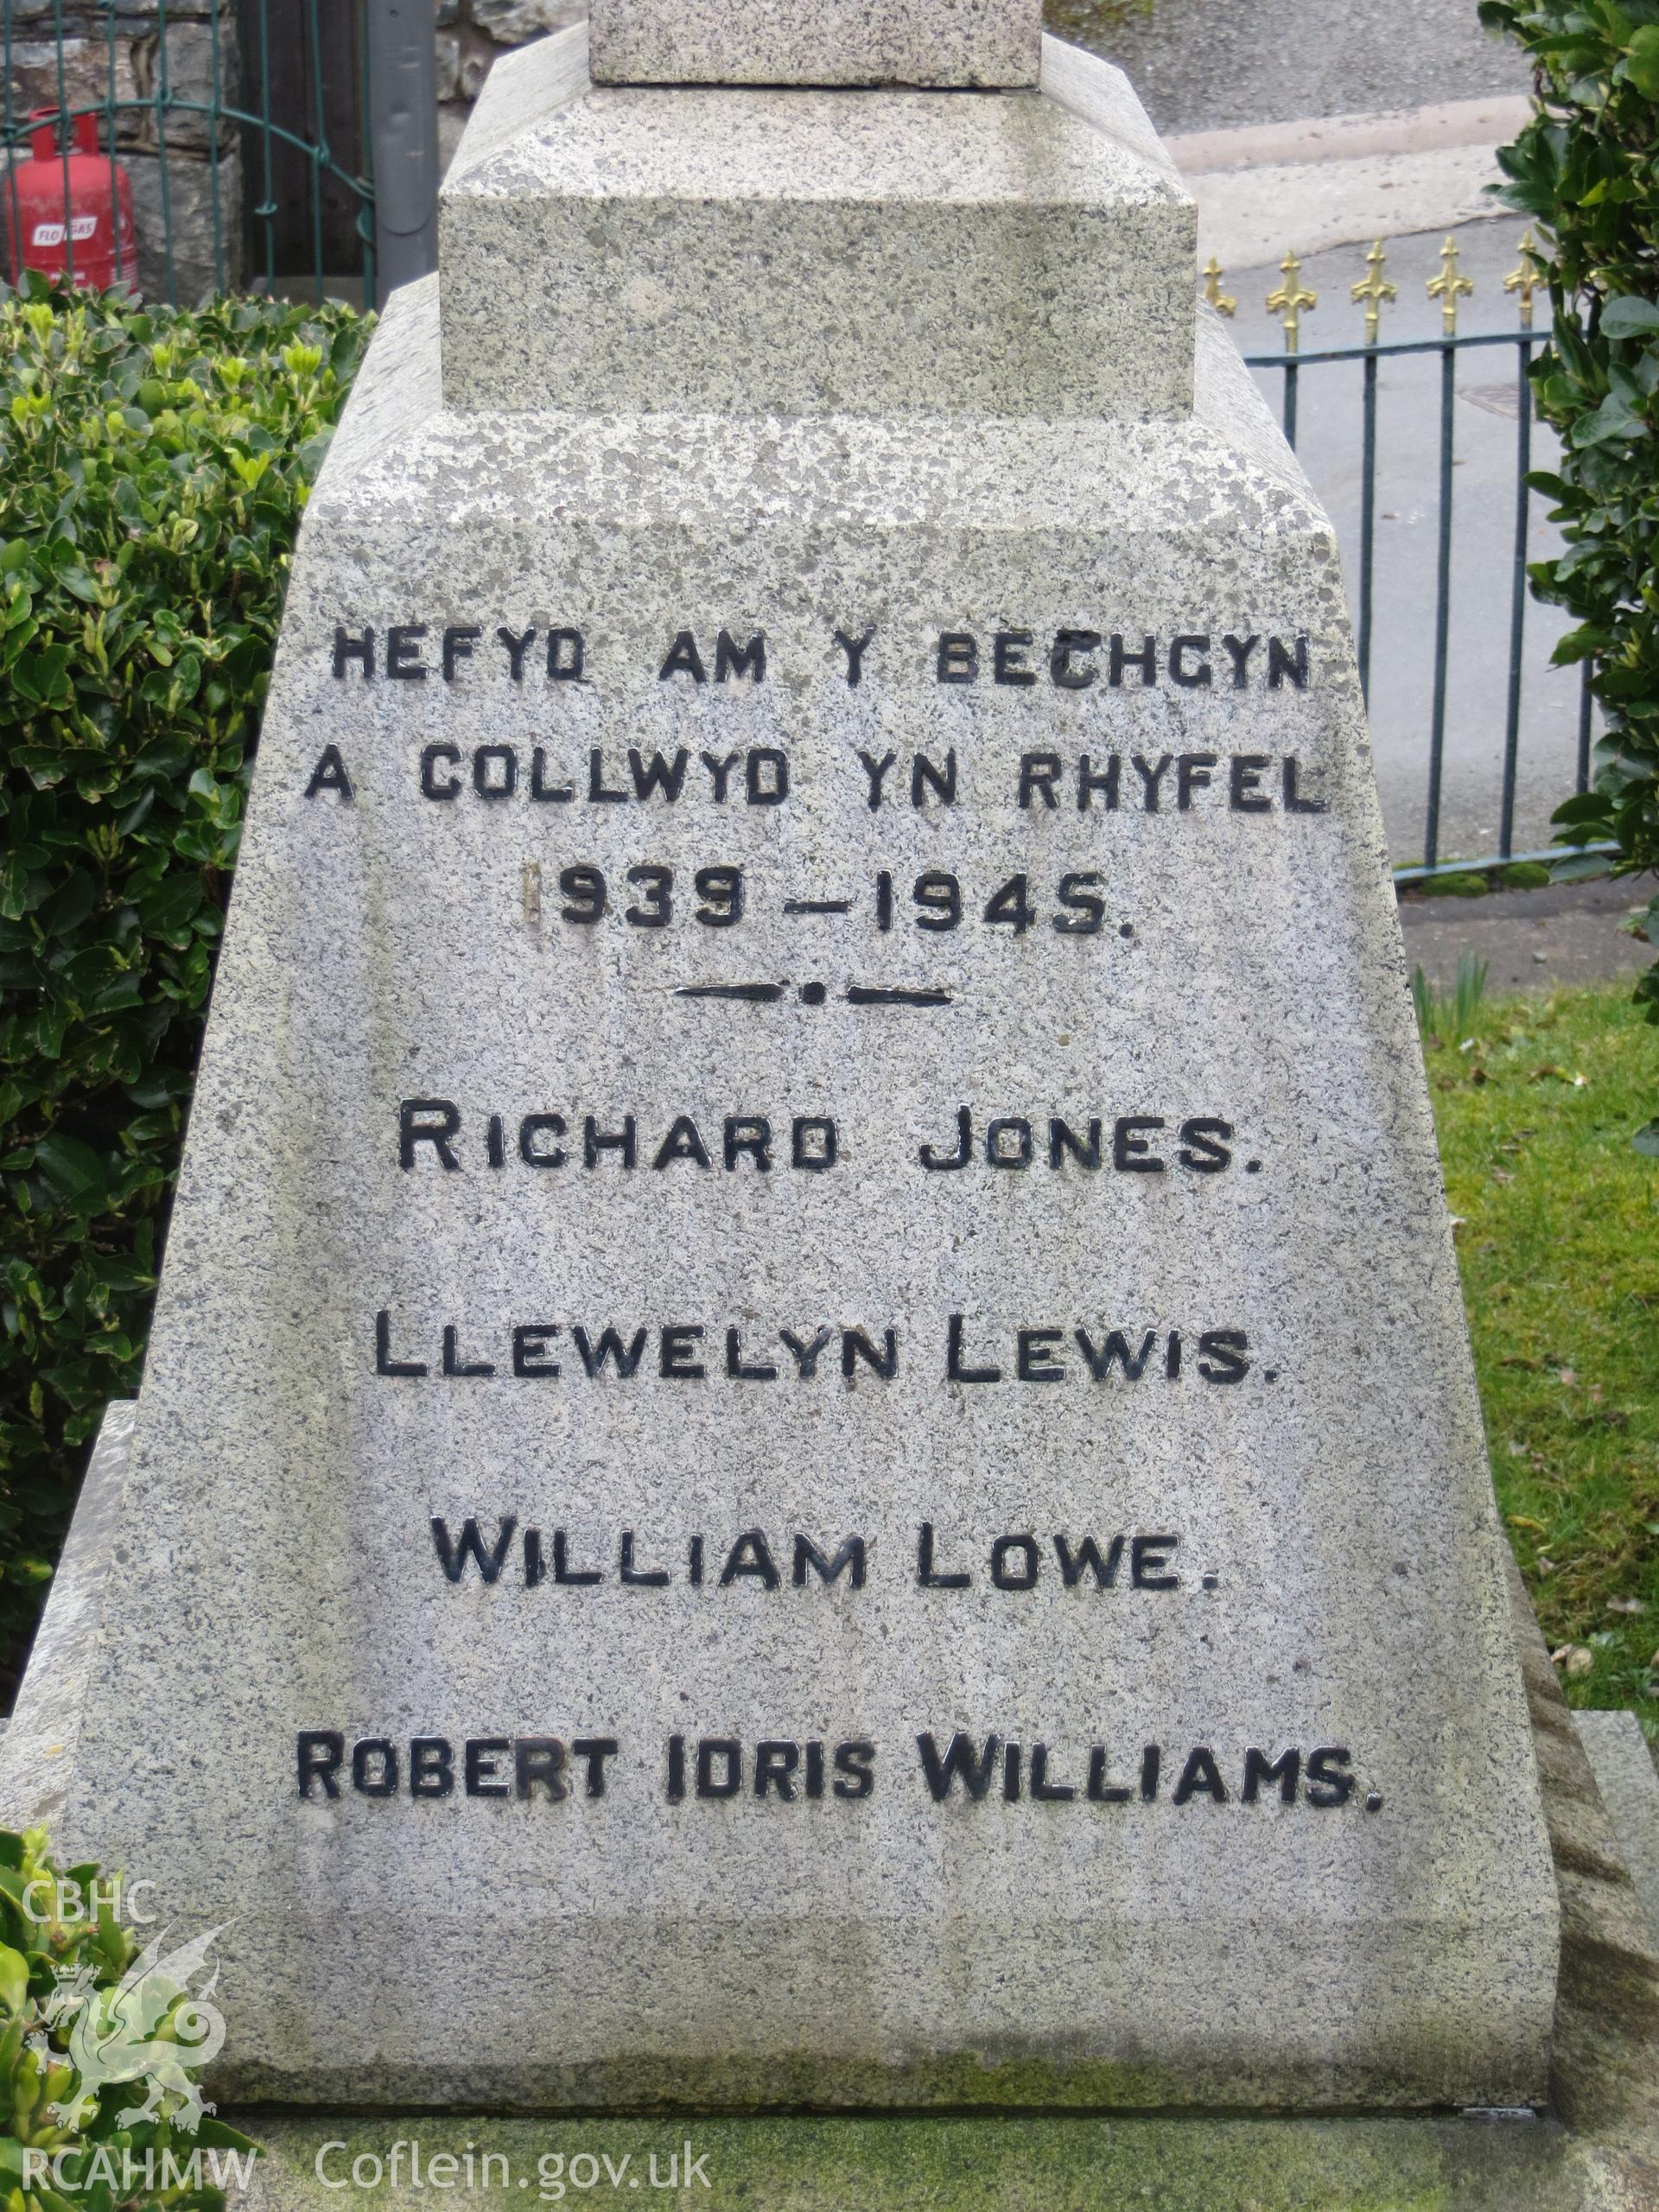 FLOGAS
HEFYD AM Y BECHGYN
A COLLWYD YN RHYFEL
1939 – 1945.
RICHARD JONES.
LLEWELYN LEWIS.
WILLIAM LOWE.
ROBERT IDRIS WILLIAMS.
CBHC
RCAHMW Coflein.gov.uk